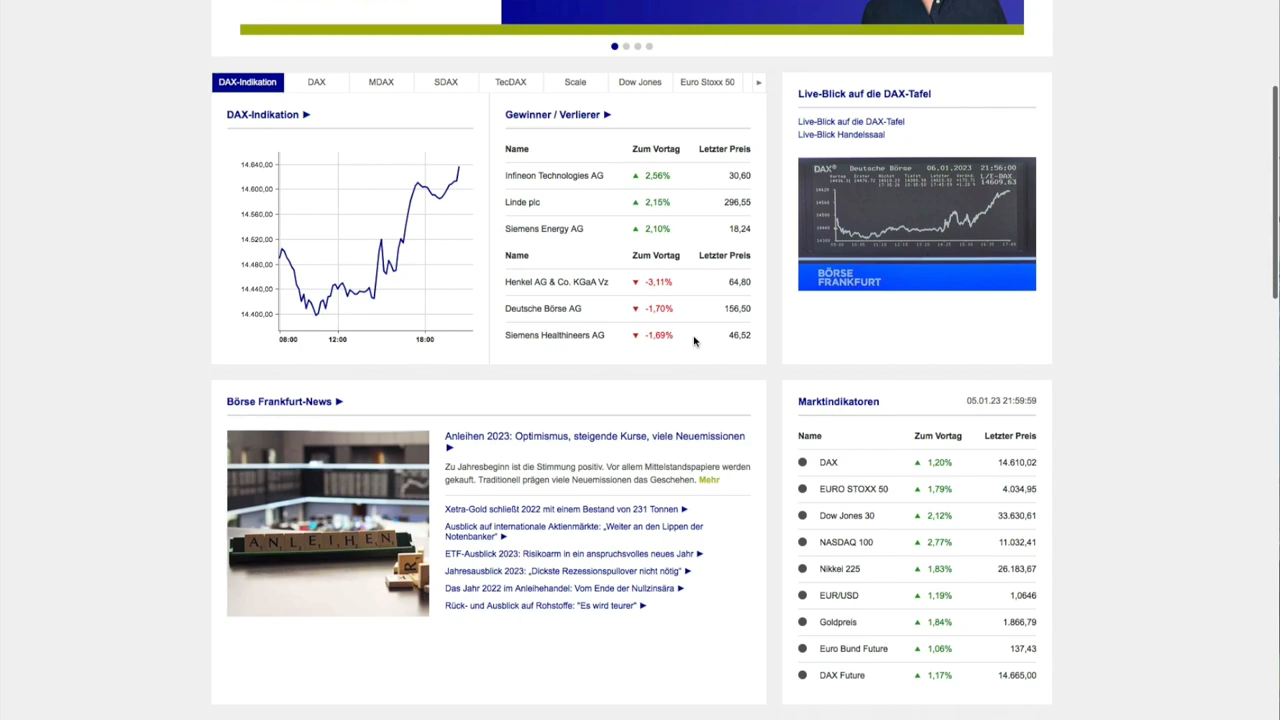 DAX-Indikation DAX MDAX SDAX TecDAX Scale Dow Jones Euro Stoxx 50
DAX-Indikation
14.640,00
14.600,00
14.560,00
14.520,00
14.480,00
14.440,00
14.400,00
08:00 12:00 18:00
Gewinner / Verlierer
Name Zum Vortag Letzter Preis
Infineon Technologies AG 2,56% 30,60
Linde plc 2,15% 296,55
Siemens Energy AG 2,10% 18,24
Name Zum Vortag Letzter Preis
Henkel AG & Co. KGaA Vz -3,11% 64,80
Deutsche Börse AG -1,70% 156,50
Siemens Healthineers AG -1,69% 46,52
Live-Blick auf die DAX-Tafel
Live-Blick auf die DAX-Tafel
Live-Blick Handelssaal
DAX® Deutsche Börse 06.01.2023 21:56:00
L/E-DAX
14609,63
BÖRSE
FRANKFURT
Börse Frankfurt-News
Anleihen 2023: Optimismus, steigende Kurse, viele Neuemissionen
Zu Jahresbeginn ist die Stimmung positiv. Vor allem Mittelstandspapiere werden
gekauft. Traditionell prägen viele Neuemissionen das Geschehen. Mehr
Xetra-Gold schließt 2022 mit einem Bestand von 231 Tonnen
Ausblick auf internationale Aktienmärkte: „Weiter an den Lippen der
Notenbanker"
ETF-Ausblick 2023: Risikoarm in ein anspruchsvolles neues Jahr
Jahresausblick 2023: „Dickste Rezessionspullover nicht nötig"
Das Jahr 2022 im Anleihehandel: Vom Ende der Nullzinsära
Rück- und Ausblick auf Rohstoffe: "Es wird teurer"
ANLEIHEN
Marktindikatoren 05.01.23 21:59:59
Name Zum Vortag Letzter Preis
DAX 1,20% 14.610,02
EURO STOXX 50 1,79% 4.034,95
Dow Jones 30 2,12% 33.630,61
NASDAQ 100 2,77% 11.032,41
Nikkei 225 1,83% 26.183,67
EUR/USD 1,19% 1,0646
Goldpreis 1,84% 1.866,79
Euro Bund Future 1,06% 137,43
DAX Future 1,17% 14.665,00